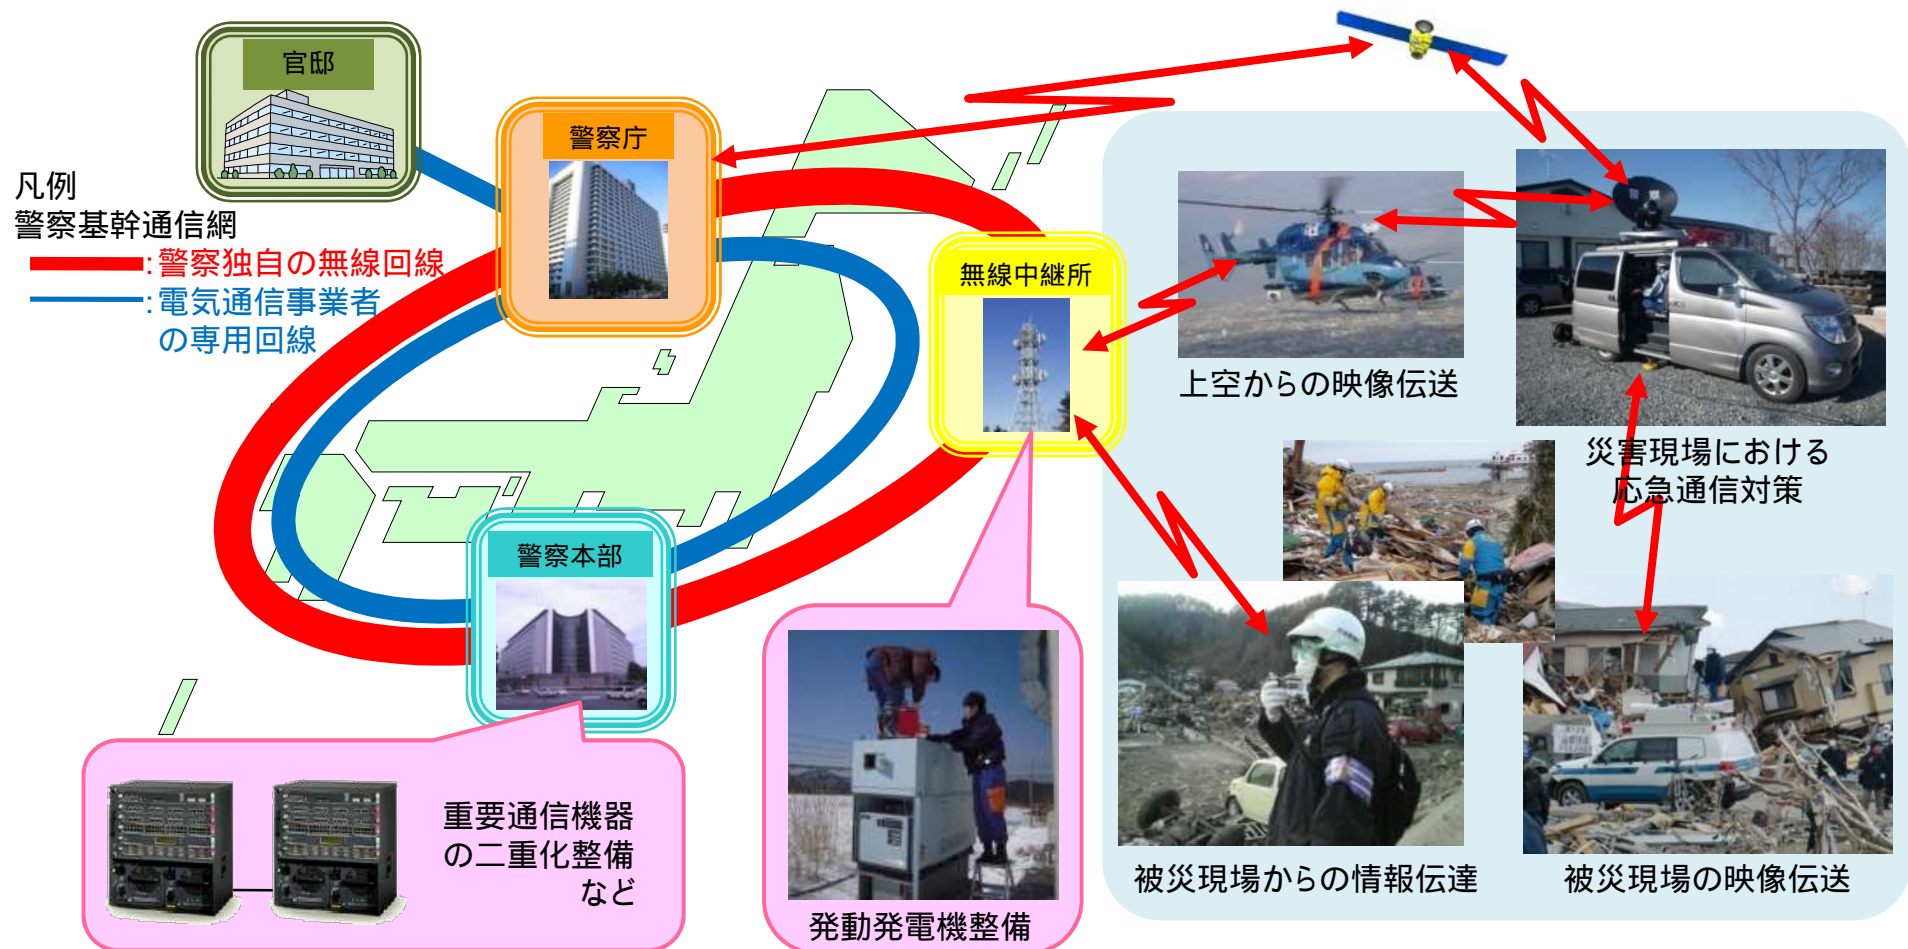 官邸
警察庁
凡例
警察基幹通信網
:警察独自の無線回線
:電気通信事業者
の専用回線
無線中継所
上空からの映像伝送
災害現場における
応急通信対策
警察本部
重要通信機器
の二重化整備
など
発動発電機整備
被災現場からの情報伝達
被災現場の映像伝送